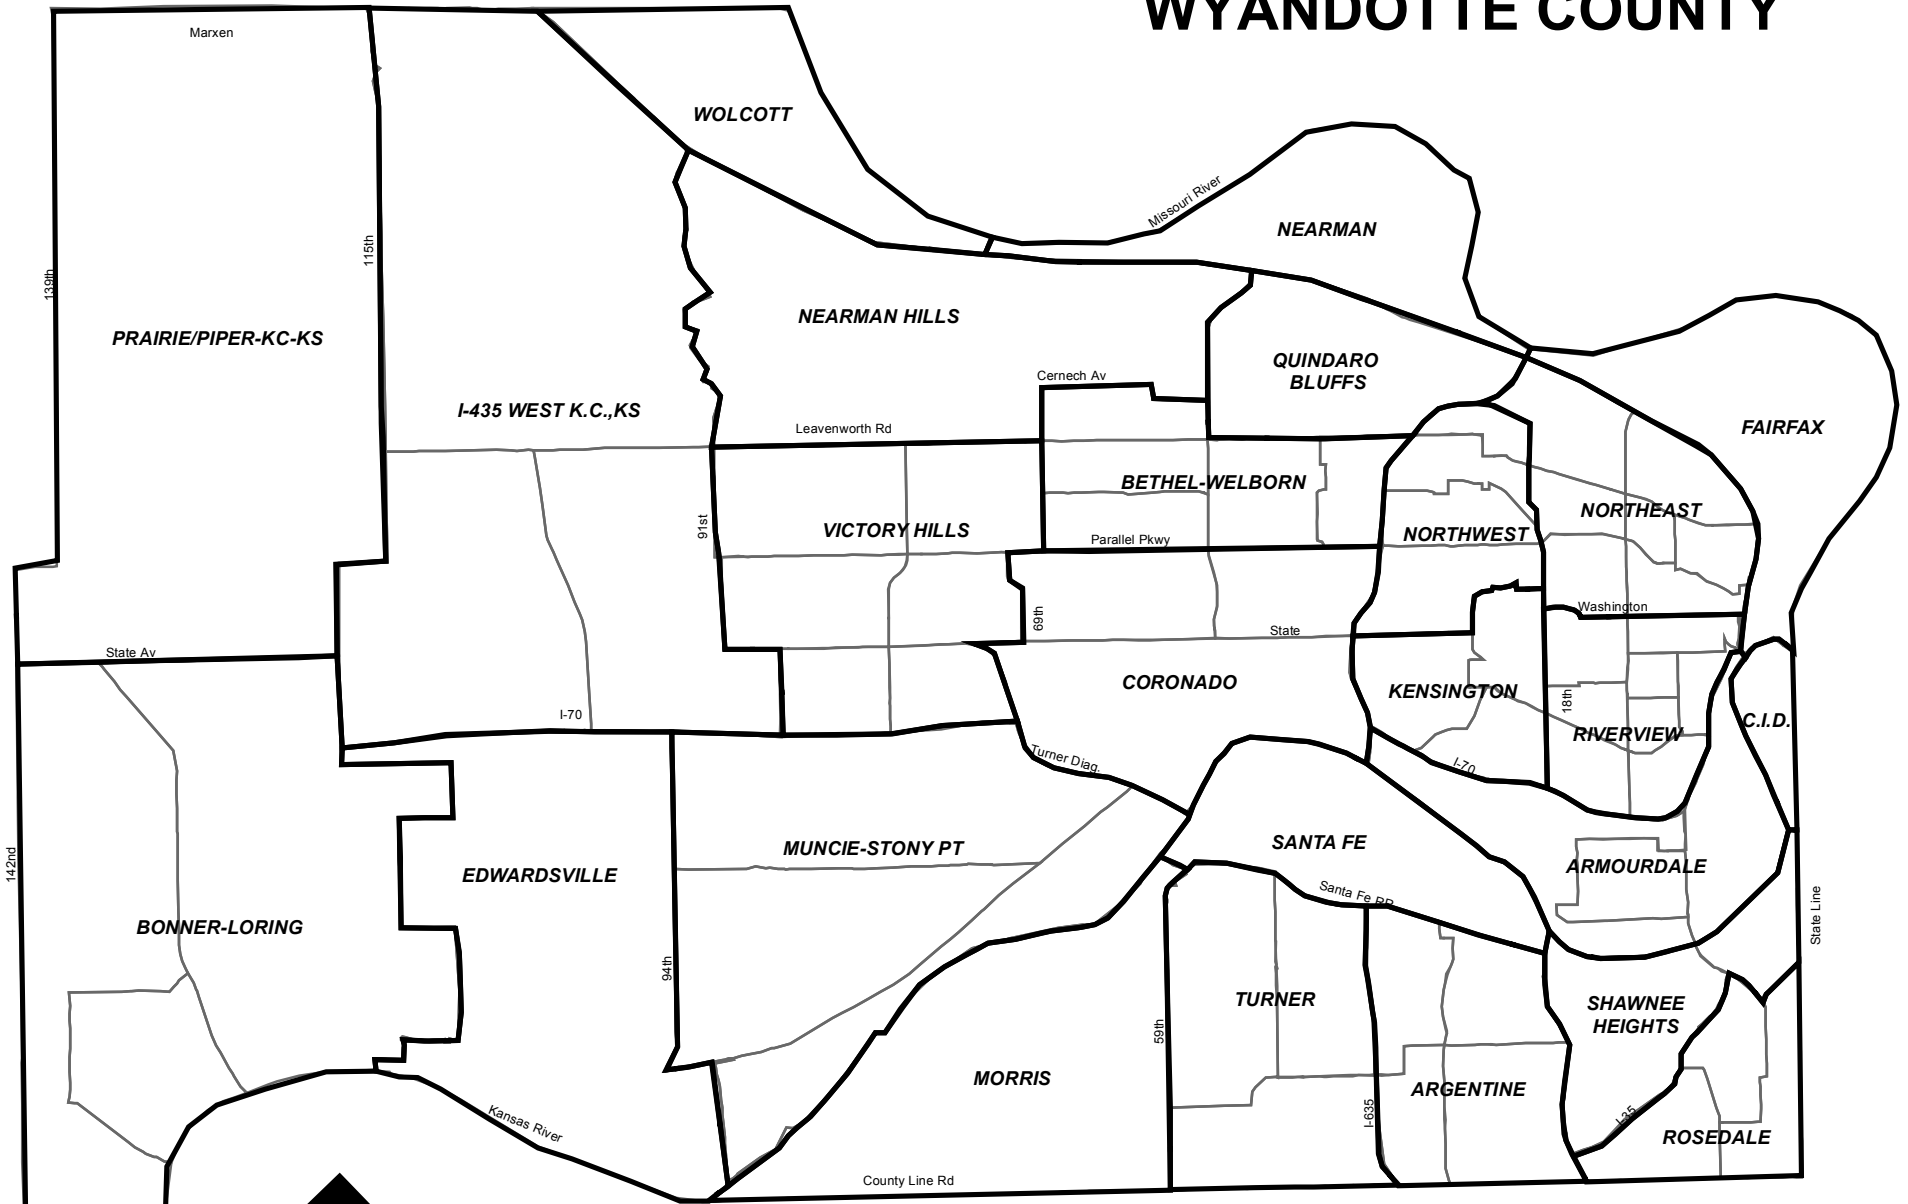 WYANDOTTE COUNTY
Marxen
WOLCOTT
Missouri River
NEARMAN
115th
139th
NEARMAN HILLS
PRAIRIE/PIPER-KC-KS
QUINDARO
BLUFFS
Cernech Av
I-435 WEST K.C.,KS
Leavenworth Rd
FAIRFAX
BETHEL-WELBORN
NORTHEAST
91st
VICTORY HILLS
NORTHWEST
Parallel Pkwy
Washington
69th
State
State Av
CORONADO
KENSINGTON
18th
I-70
C.I.D.
RIVERVIEW
Turner Diag.
I-70
142nd
MUNCIE-STONY PT
SANTA FE
ARMOURDALE
EDWARDSVILLE
Santa Fe RR
State Line
BONNER-LORING
94th
TURNER
SHAWNEE
HEIGHTS
59th
MORRIS
ARGENTINE
I-635
Kansas River
I-35
ROSEDALE
County Line Rd